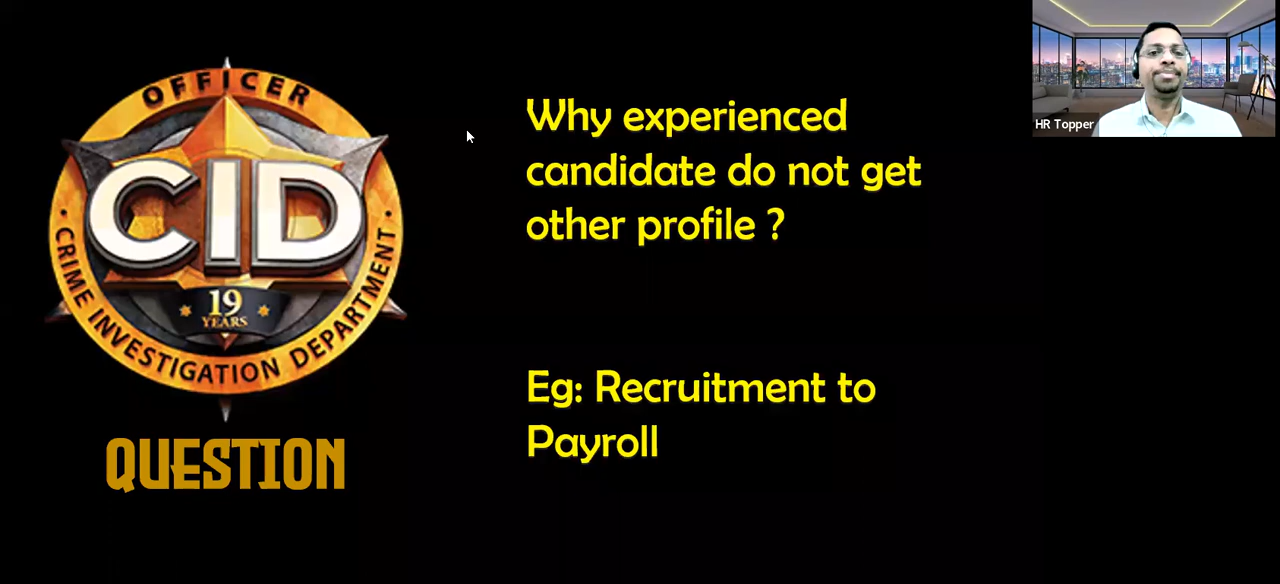 OFFICER
CID
19
YEARS
CRIME INVESTIGATION DEPARTMENT
QUESTION
Why experienced
candidate do not get
other profile ?
Eg: Recruitment to
Payroll
HR Topper